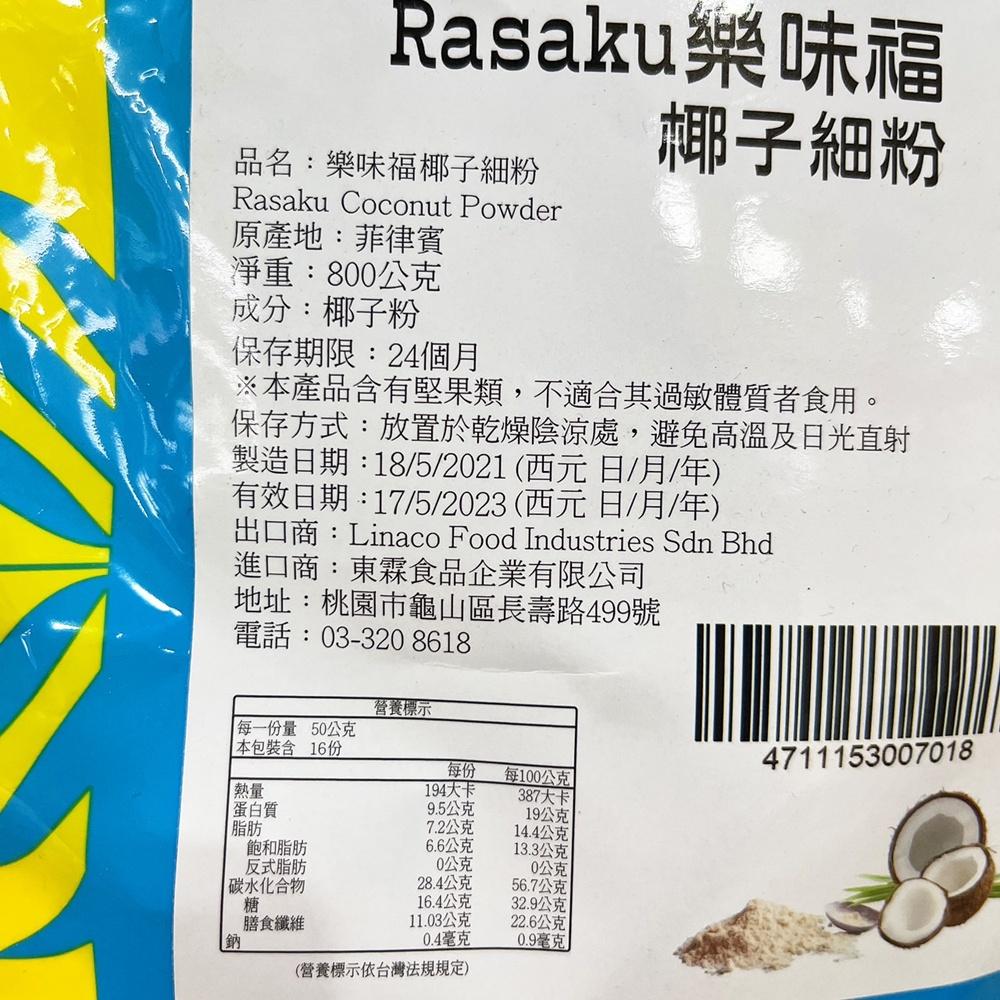 Rasaku樂味福
椰子細粉
品名：樂味福椰子細粉
Rasaku Coconut Powder
原產地：菲律賓
淨重：800公克
成分：椰子粉
保存期限：24個月
※本產品含有堅果類，不適合其過敏體質者食用。
保存方式：放置於乾燥陰涼處，避免高溫及日光直射
製造日期：18/5/2021 (西元 日/月/年)
有效日期：17/5/2023 (西元 日/月/年)
出口商：Linaco Food Industries Sdn Bhd
進口商：東霖食品企業有限公司
地址：桃園市龜山區長壽路499號
電話：03-320 8618
營養標示
每一份量 50公克
本包裝含 16份
每份 每100公克
熱量 194大卡 387大卡
蛋白質 9.5公克 19公克
脂肪 7.2公克 14.4公克
飽和脂肪 6.6公克 13.3公克
反式脂肪 0公克 0公克
碳水化合物 28.4公克 56.7公克
糖 16.4公克 32.9公克
膳食纖維 11.03公克 22.6公克
鈉 0.4毫克 0.9毫克
(營養標示依台灣法規規定)
4711153007018